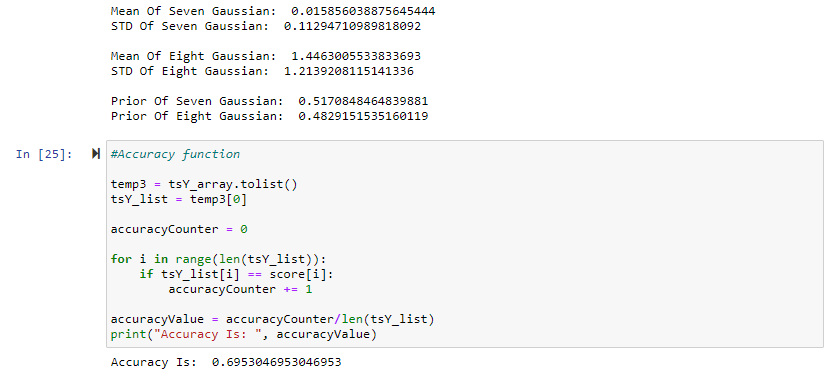 Mean Of Seven Gaussian:  0.015856038875645444
STD Of Seven Gaussian:  0.11294710989818092
Mean Of Eight Gaussian:  1.4463005533833693
STD Of Eight Gaussian:  1.2139208115141336
Prior Of Seven Gaussian:  0.5170848464839881
Prior Of Eight Gaussian:  0.4829151535160119
In [25]:
#Accuracy function
temp3 = tsY_array.tolist()
tsY_list = temp3[0]
accuracyCounter = 0
for i in range(len(tsY_list)):
    if tsY_list[i] == score[i]:
        accuracyCounter += 1
accuracyValue = accuracyCounter/len(tsY_list)
print("Accuracy Is: ", accuracyValue)
Accuracy Is:  0.6953046953046953